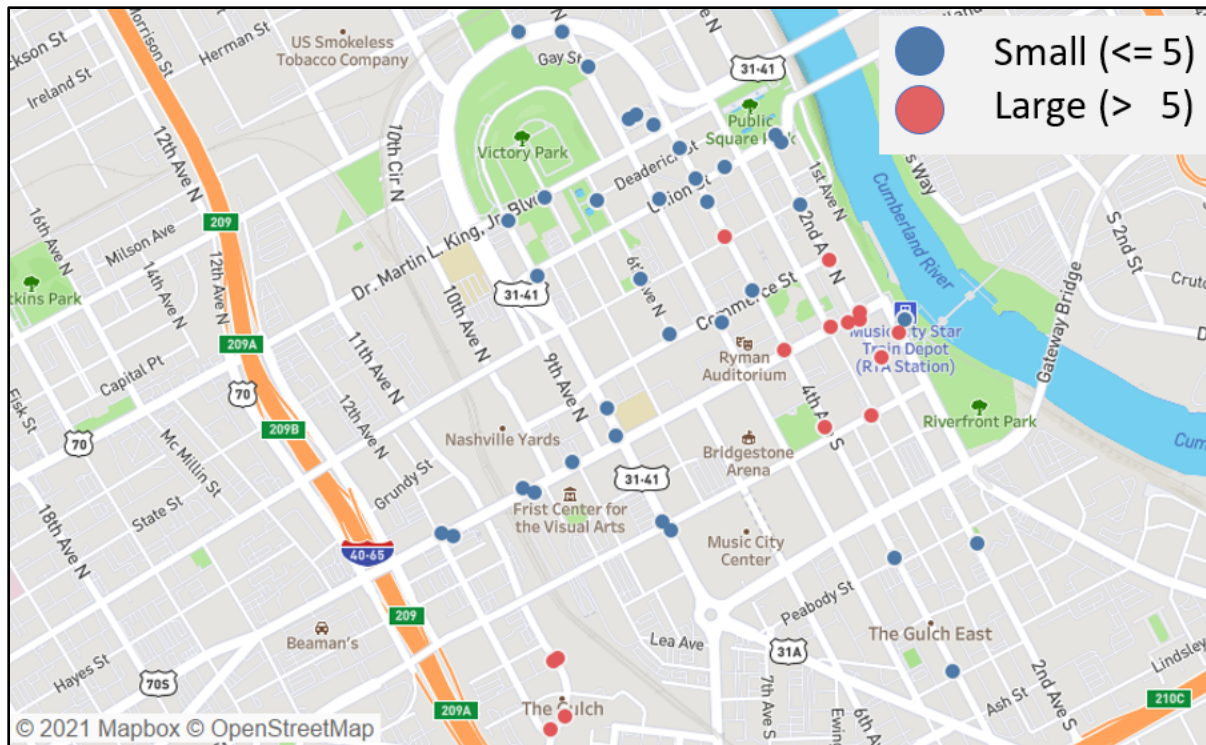 Small (<= 5)
Large (> 5)
Morrison St
Herman St
US Smokeless
Tobacco Company
Gay St
31-41
Jackson St
Ireland St
12th Ave N
10th Cir N
Public
Square Park
Victory Park
Deaderick St
Union St
1st Ave N
Cumberland River
S 2nd St
16th Ave N
209
Milson Ave
14th Ave N
12th Ave N
Dr. Martin L. King, Jr. Blvd
2nd Ave N
31-41
6th Ave N
Commerce St
Gateway Bridge
209A
10th Ave N
11th Ave N
Music City Star
Train Depot
(RTA Station)
Ryman
Auditorium
Capital Pt
70
9th Ave N
12th Ave N
4th Ave S
Riverfront Park
Fisk St
70
209B
Mc Millin St
Nashville Yards
Bridgestone
Arena
Grundy St
31-41
State St
18th Ave N
Frist Center for
the Visual Arts
Music City
Center
40-65
Peabody St
209
Beaman's
Lea Ave
The Gulch East
31A
Lindsley
Hayes St
70S
The Gulch
209A
7th Ave S
6th Ave
2nd Ave S
Ash St
210C
© 2021 Mapbox © OpenStreetMap